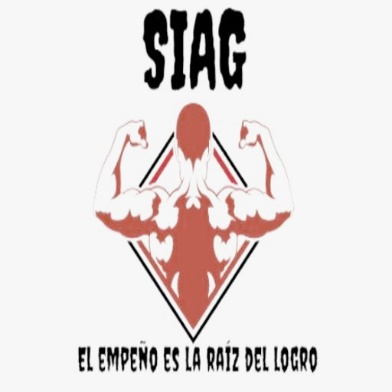 SIAG
EL EMPEÑO ES LA RAÍZ DEL LOGRO